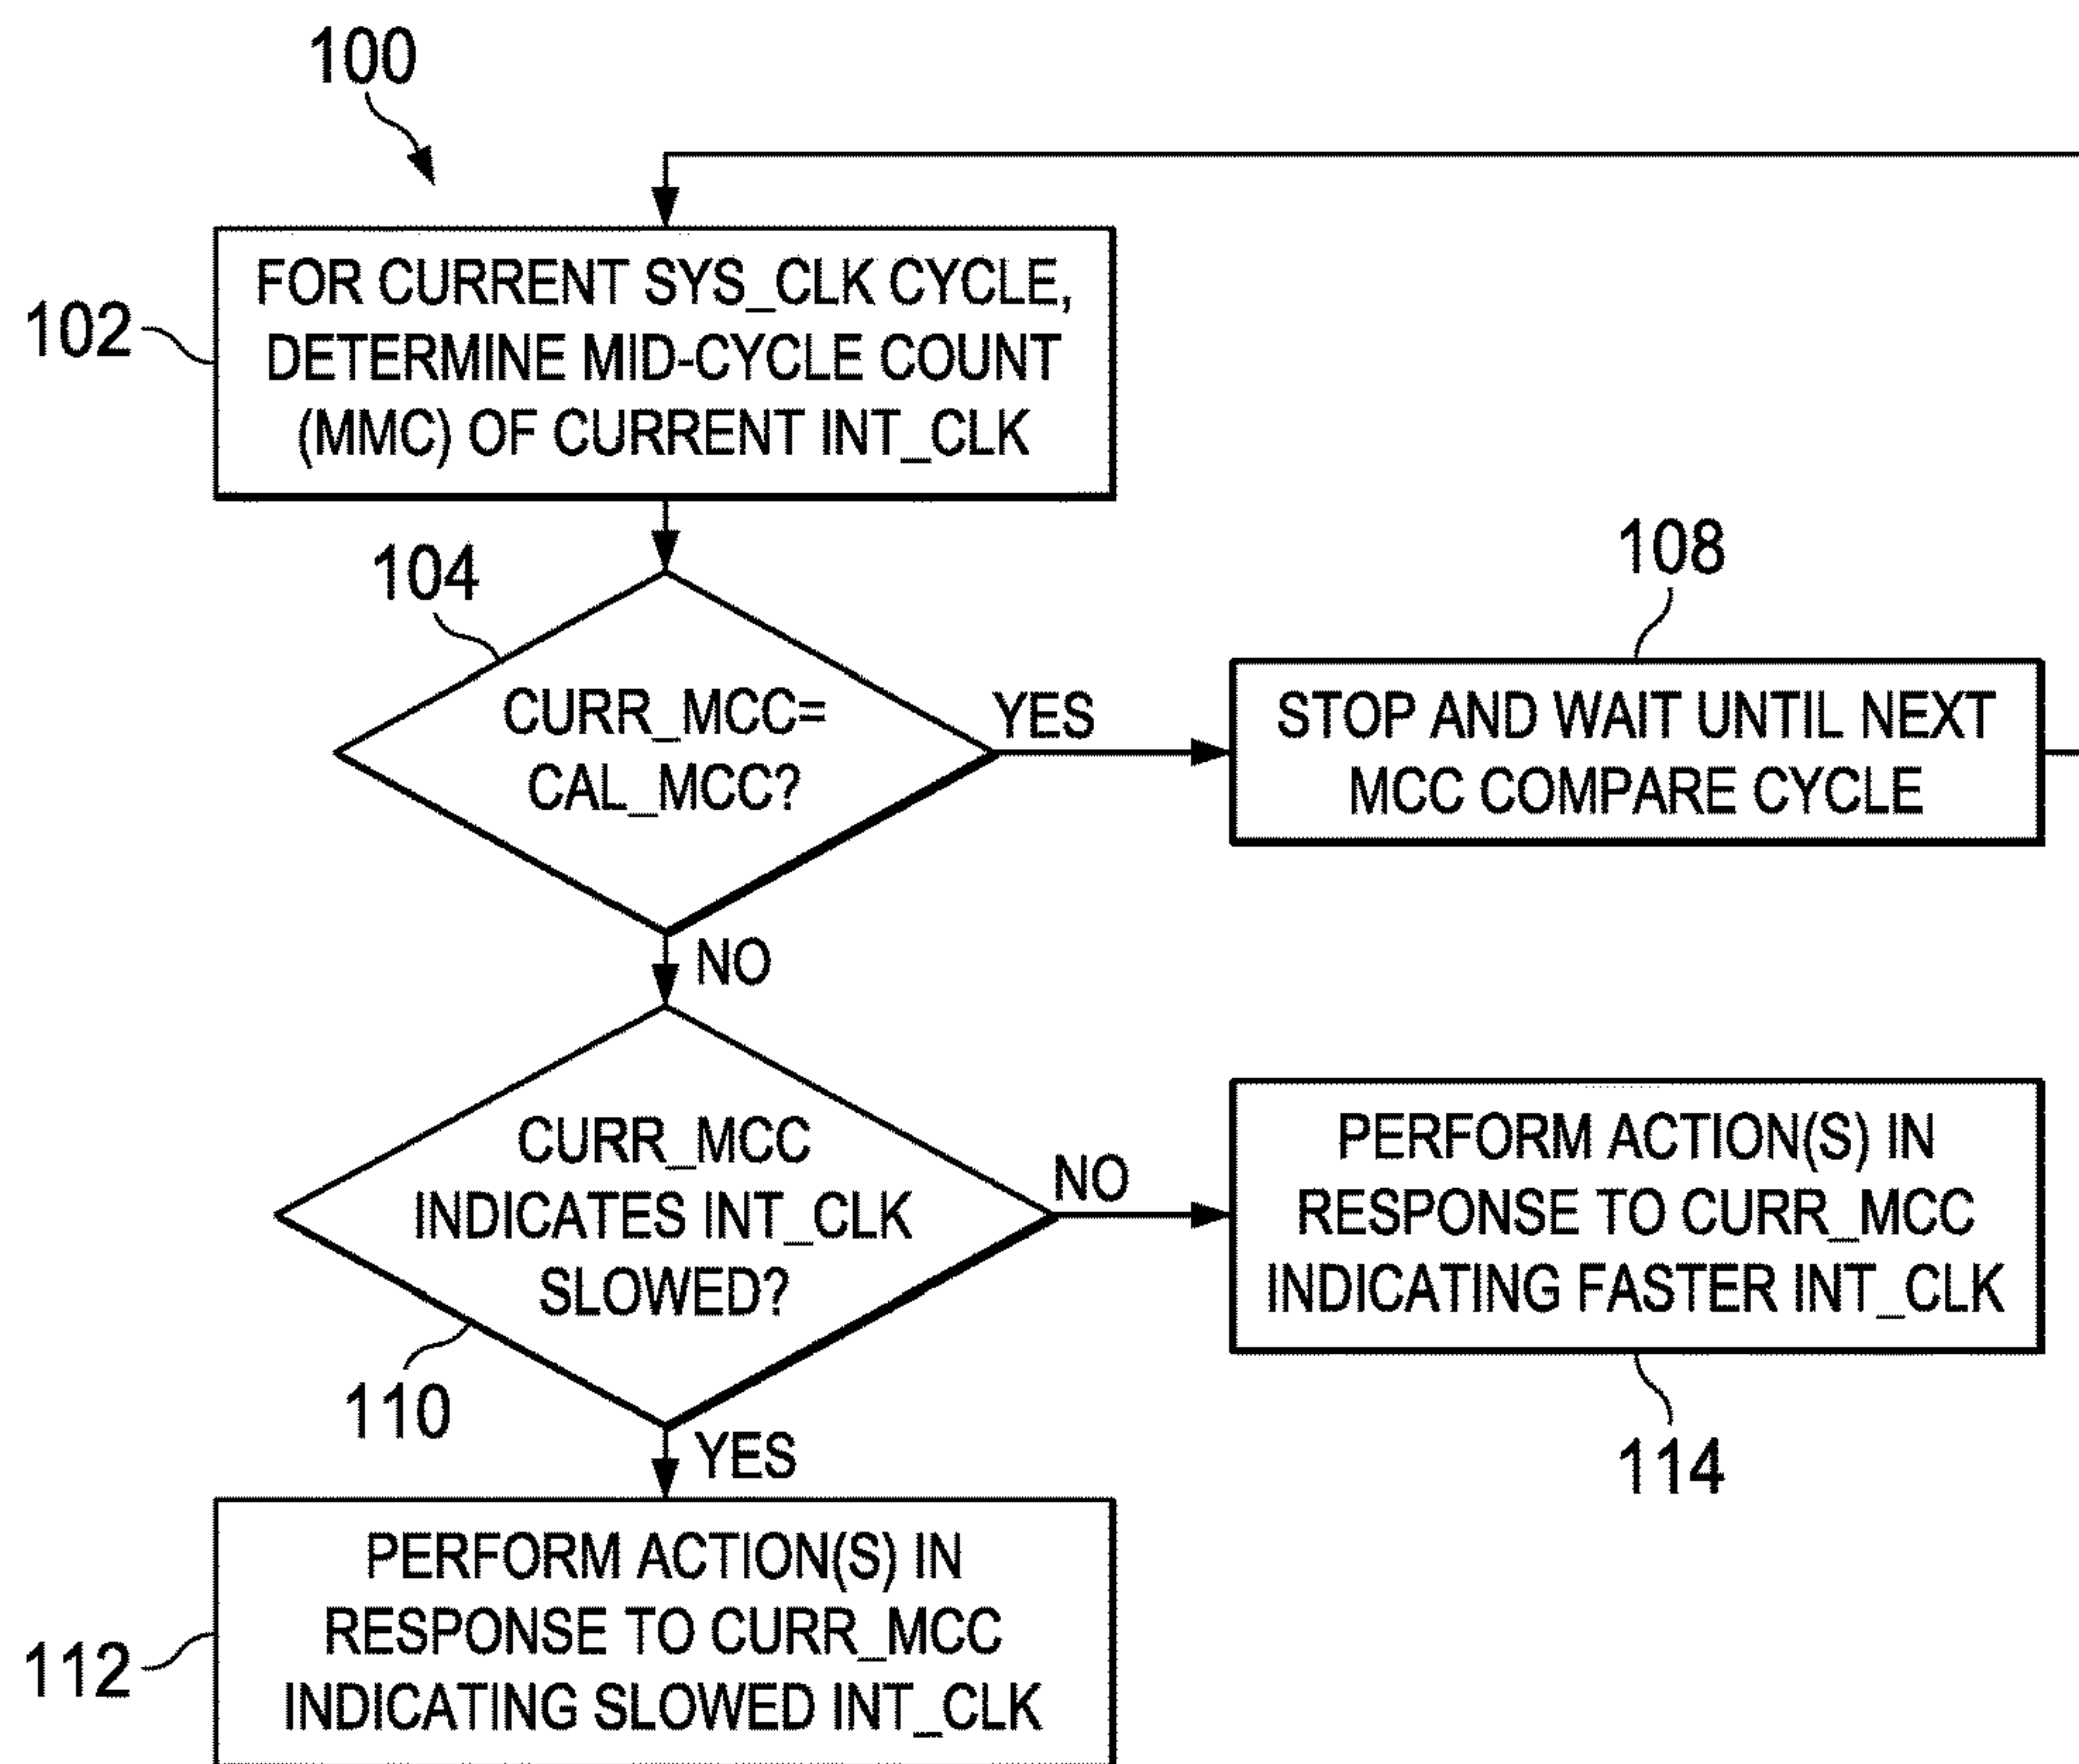 100
102
FOR CURRENT SYS_CLK CYCLE,
DETERMINE MID-CYCLE COUNT
(MMC) OF CURRENT INT_CLK
104
CURR_MCC=
CAL_MCC?
YES
108
STOP AND WAIT UNTIL NEXT
MCC COMPARE CYCLE
NO
CURR_MCC
INDICATES INT_CLK
SLOWED?
110
NO
PERFORM ACTION(S) IN
RESPONSE TO CURR_MCC
INDICATING FASTER INT_CLK
114
YES
112
PERFORM ACTION(S) IN
RESPONSE TO CURR_MCC
INDICATING SLOWED INT_CLK